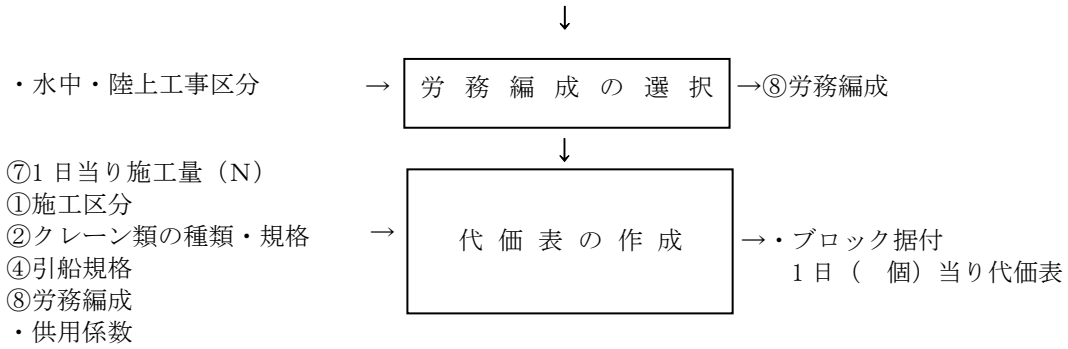 ↓
・水中・陸上工事区分 → 労務編成の選択 →⑧労務編成
↓
⑦1日当り施工量(N)
①施工区分
②クレーン類の種類・規格 → 代価表の作成 →・ブロック据付
④引船規格 1日( 個)当り代価表
⑧労務編成
・供用係数